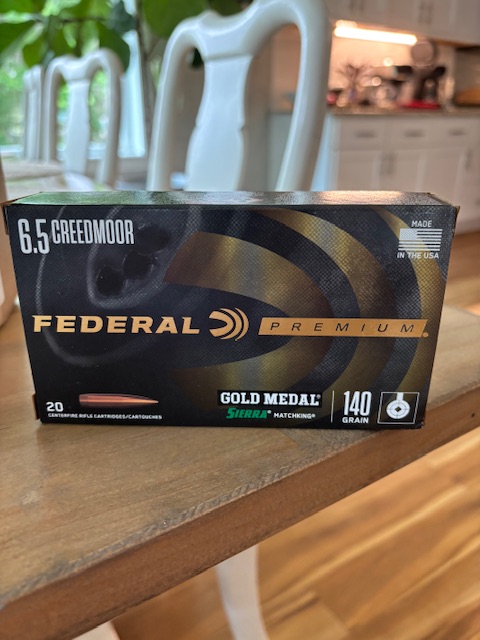 6.5 CREEDMOOR
MADE
IN THE USA
FEDERAL PREMIUM®
20
CENTERFIRE RIFLE CARTRIDGES/CARTOUCHES
GOLD MEDAL®
SIERRA® MATCHKING®
140
GRAIN